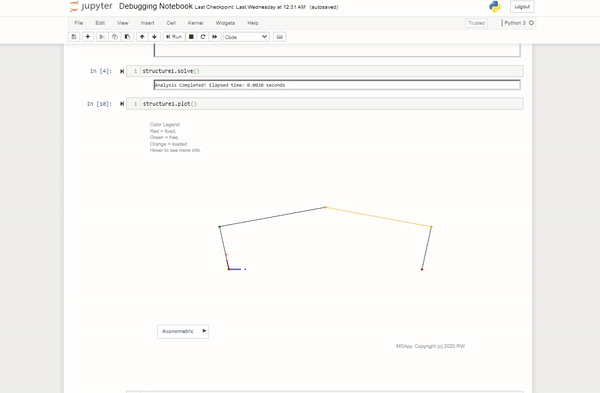 jupyter Debugging Notebook Last Checkpoint: Last Wednesday at 12:31 AM (autosaved)
Logout
File Edit View Insert Cell Kernel Widgets Help
Trusted
Python 3
Run
Code
In [4]:
1 structure1.solve()
Analysis Completed! Elapsed time: 0.0030 seconds
In [10]:
1 structure1.plot()
Color Legend
Red = fixed,
Green = free,
Orange = loaded
Hover to see more info.
x
Axonometric
MSApy. Copyright (c) 2020 RW